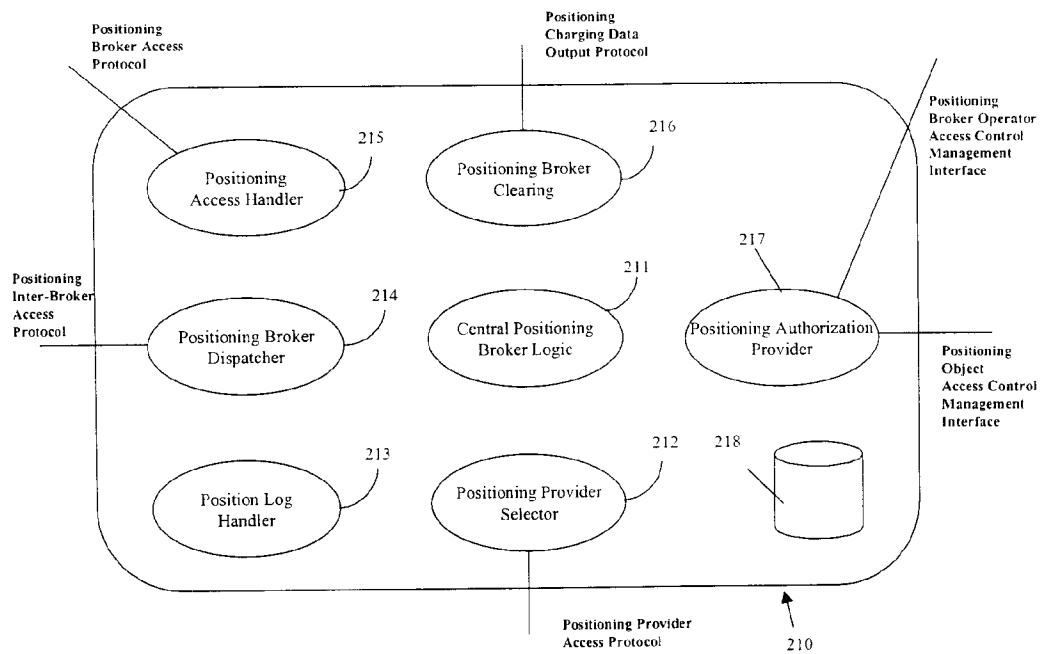 Positioning
Broker Access
Protocol
Positioning
Charging Data
Output Protocol
Positioning
Broker Operator
Access Control
Management
Interface
215
Positioning
Access Handler
216
Positioning Broker
Clearing
217
Positioning
Inter-Broker
Access
Protocol
214
Positioning Broker
Dispatcher
211
Central Positioning
Broker Logic
Positioning Authorization
Provider
Positioning
Object
Access Control
Management
Interface
213
Position Log
Handler
212
Positioning Provider
Selector
218
Positioning Provider
Access Protocol
210